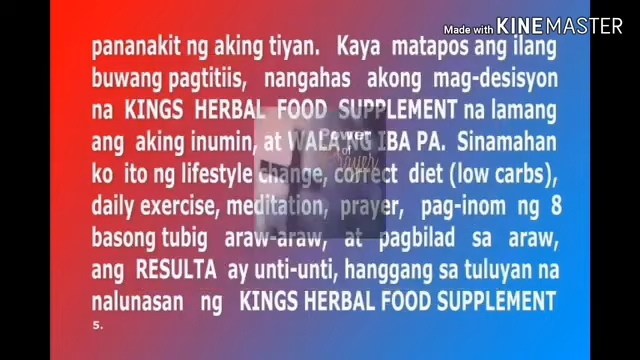 Made with KINEMASTER
pananakit ng aking tiyan. Kaya matapos ang ilang
buwang pagtitiis, nangahas akong mag-desisyon
na KINGS HERBAL FOOD SUPPLEMENT na lamang
ang aking inumin, at WALA NG IBA PA. Sinamahan
ko ito ng lifestyle change, correct diet (low carbs),
daily exercise, meditation, prayer, pag-inom ng 8
basong tubig araw-araw, at pagbilad sa araw,
ang RESULTA ay unti-unti, hanggang sa tuluyan na
nalunasan ng KINGS HERBAL FOOD SUPPLEMENT
5.
Power
of
Prayer